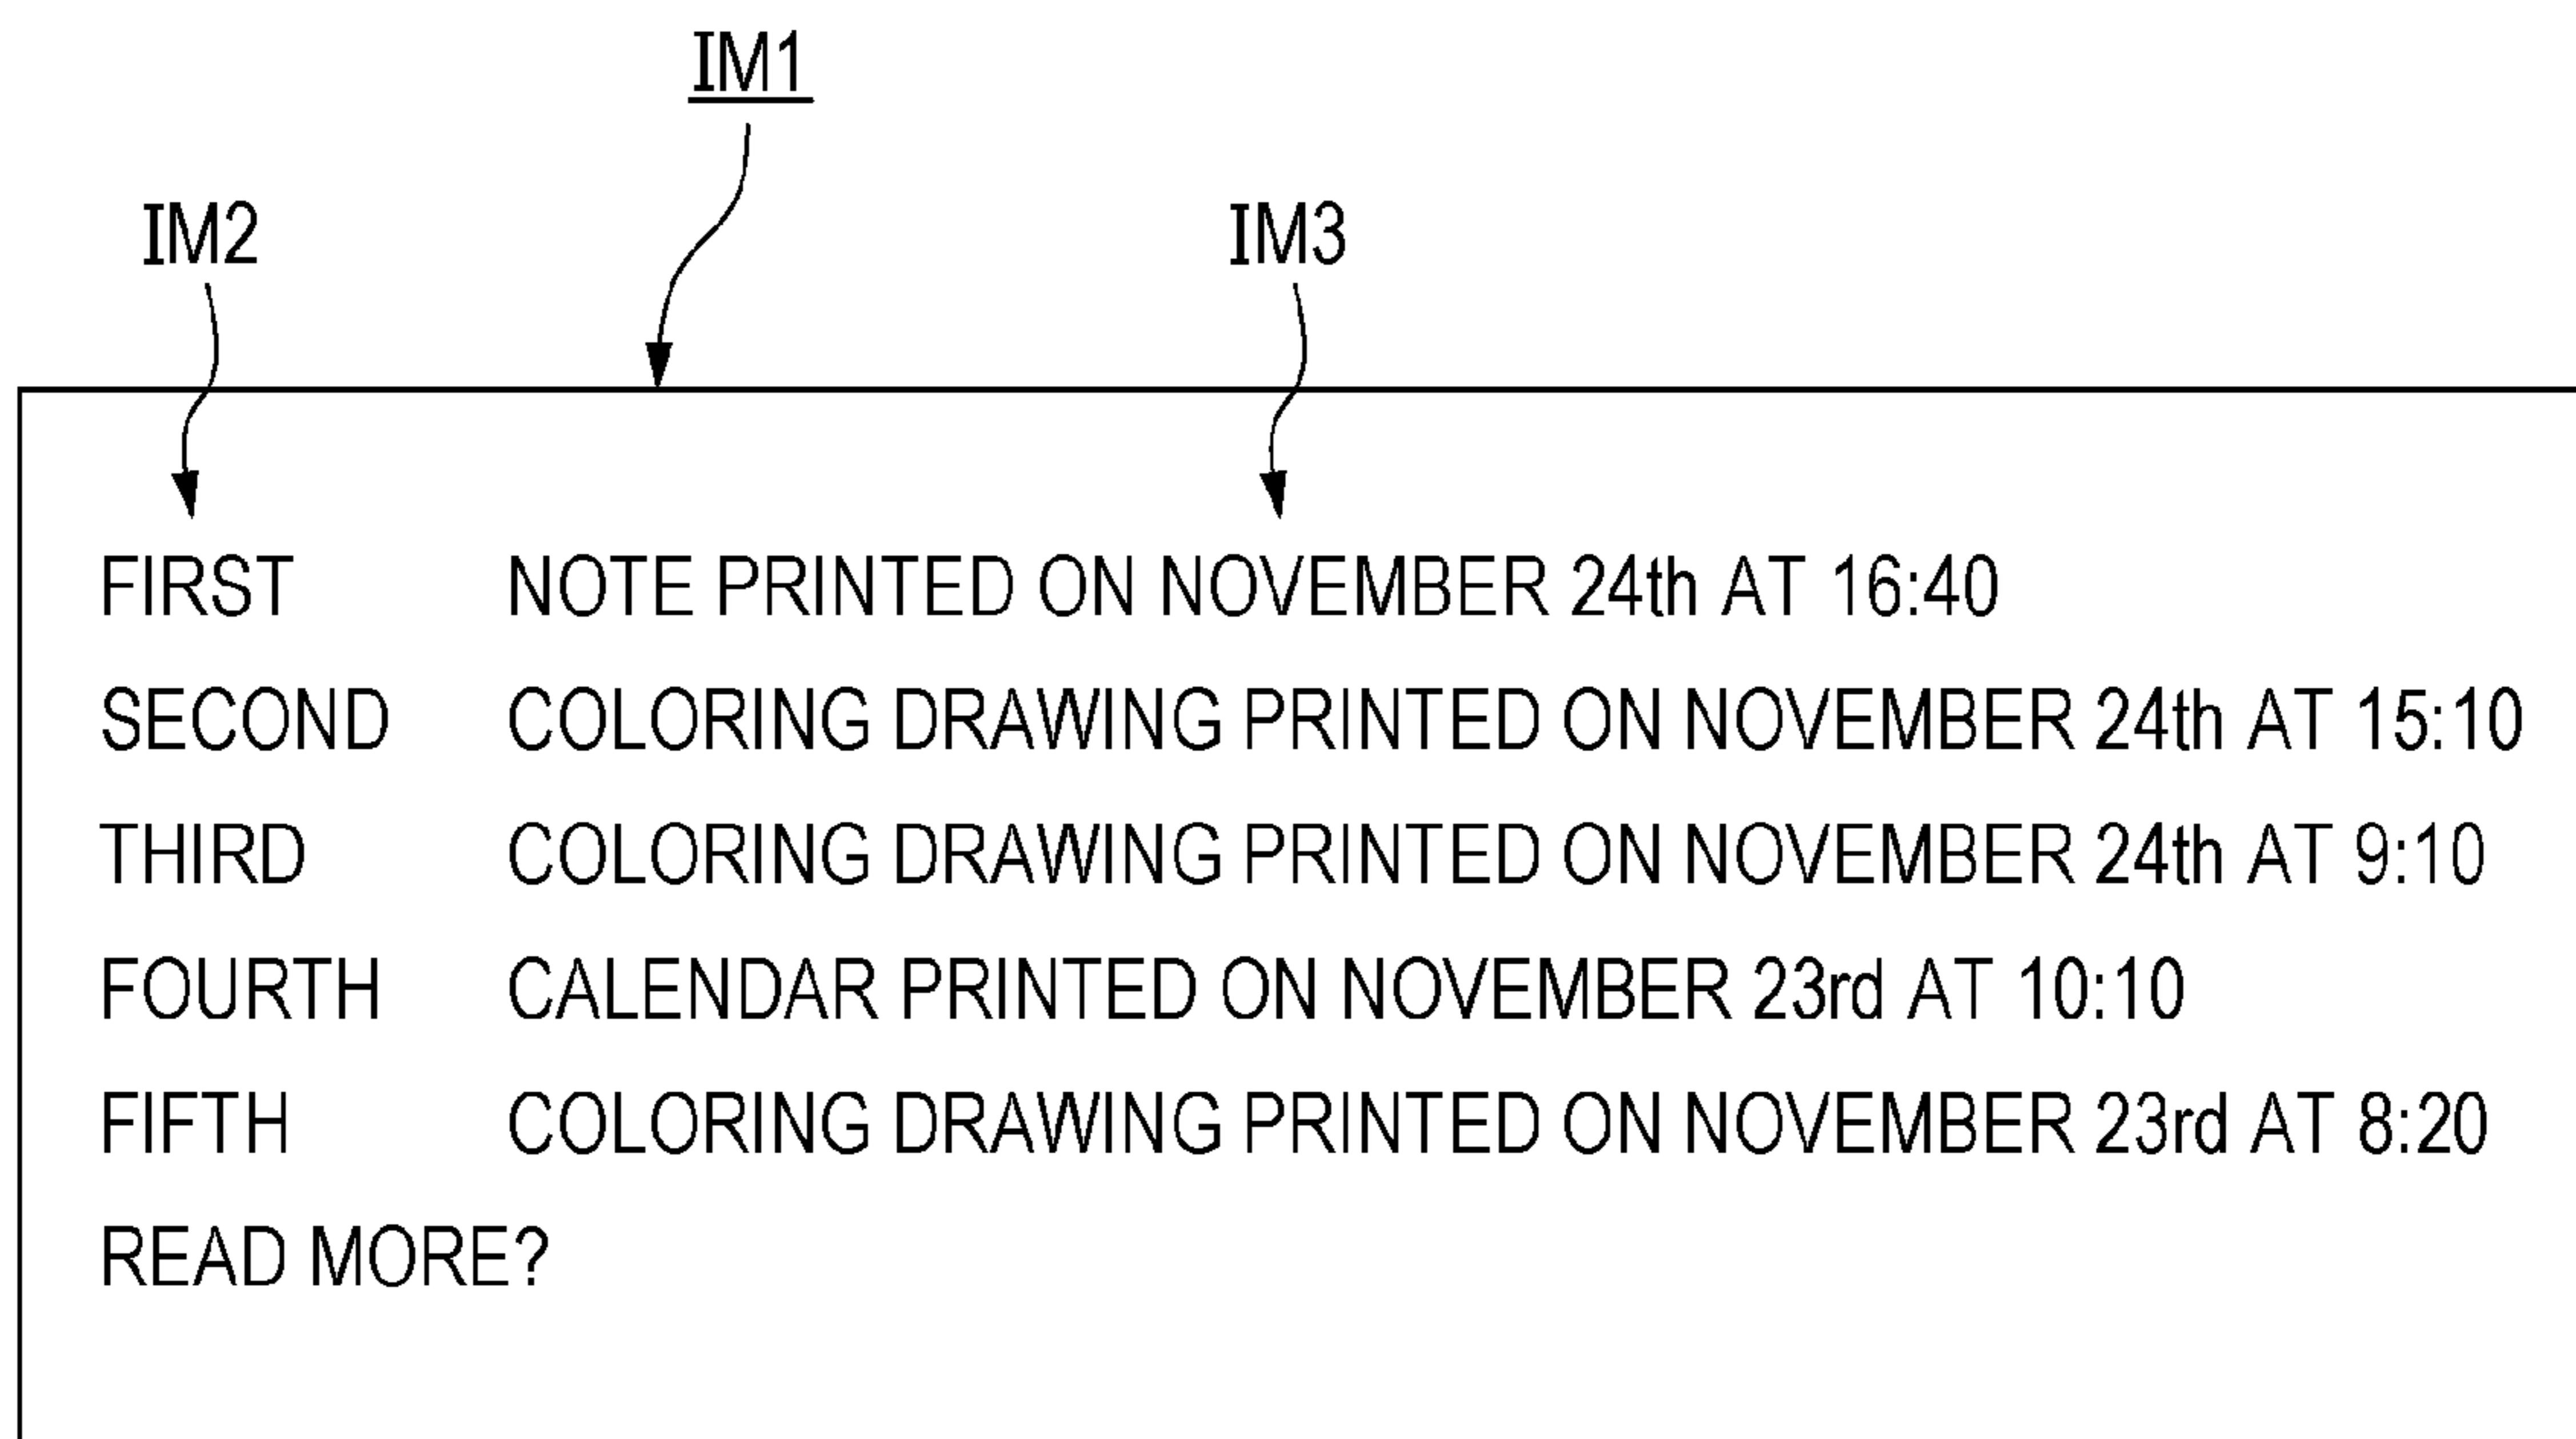 IM1
IM2 IM3
FIRST NOTE PRINTED ON NOVEMBER 24th AT 16:40
SECOND COLORING DRAWING PRINTED ON NOVEMBER 24th AT 15:10
THIRD COLORING DRAWING PRINTED ON NOVEMBER 24th AT 9:10
FOURTH CALENDAR PRINTED ON NOVEMBER 23rd AT 10:10
FIFTH COLORING DRAWING PRINTED ON NOVEMBER 23rd AT 8:20
READ MORE?